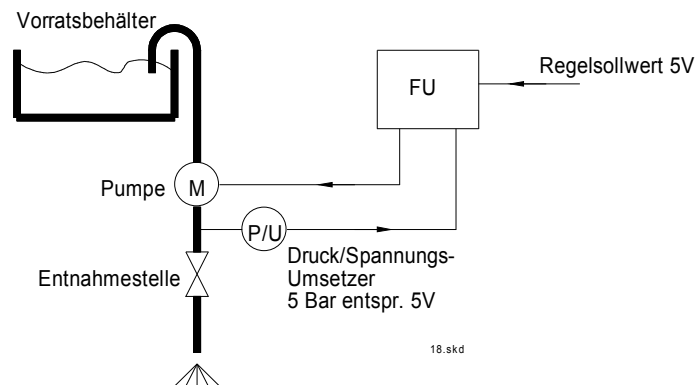 Vorratsbehälter
FU
Regelsollwert 5V
Pumpe
M
P/U
Druck/Spannungs-
Umsetzer
5 Bar entspr. 5V
Entnahmestelle
18.skd